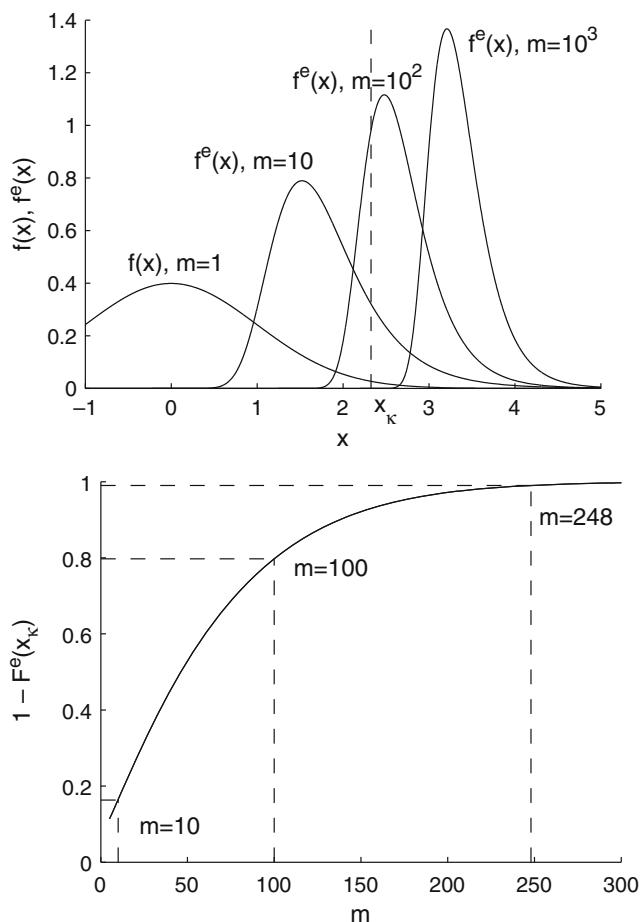 f(x), f^e(x)
1.4
1.2
1
0.8
0.6
0.4
0.2
0
f^e(x), m=10^3
f^e(x), m=10^2
f^e(x), m=10
f(x), m=1
−1 0 1 2 x_κ 3 4 5
x
1 − F^e(x_κ)
1
0.8
0.6
0.4
0.2
0
m=248
m=100
m=10
0 50 100 150 200 250 300
m